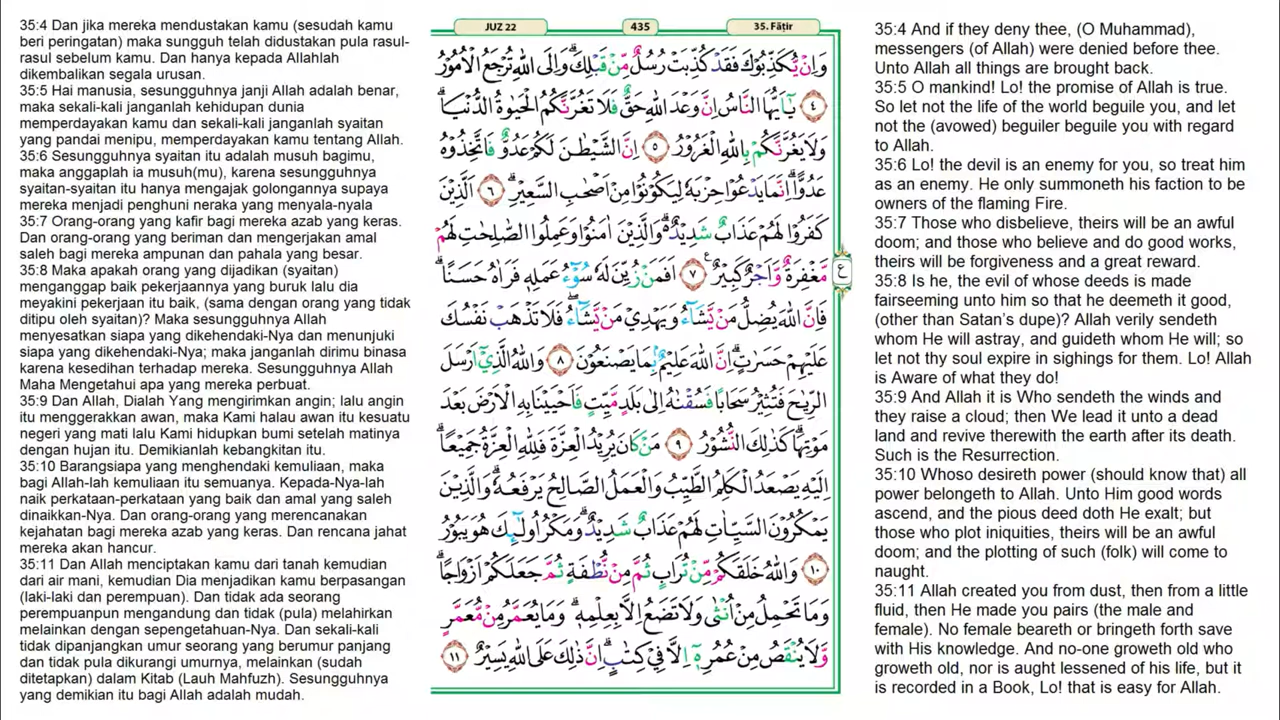 35:4 Dan jika mereka mendustakan kamu (sesudah kamu
beri peringatan) maka sungguh telah didustakan pula rasul-
rasul sebelum kamu. Dan hanya kepada Allahlah
dikembalikan segala urusan.
35:5 Hai manusia, sesungguhnya janji Allah adalah benar,
maka sekali-kali janganlah kehidupan dunia
memperdayakan kamu dan sekali-kali janganlah syaitan
yang pandai menipu, memperdayakan kamu tentang Allah.
35:6 Sesungguhnya syaitan itu adalah musuh bagimu,
maka anggaplah ia musuh(mu), karena sesungguhnya
syaitan-syaitan itu hanya mengajak golongannya supaya
mereka menjadi penghuni neraka yang menyala-nyala
35:7 Orang-orang yang kafir bagi mereka azab yang keras.
Dan orang-orang yang beriman dan mengerjakan amal
saleh bagi mereka ampunan dan pahala yang besar.
35:8 Maka apakah orang yang dijadikan (syaitan)
menganggap baik pekerjaannya yang buruk lalu dia
meyakini pekerjaan itu baik, (sama dengan orang yang tidak
ditipu oleh syaitan)? Maka sesungguhnya Allah
menyesatkan siapa yang dikehendaki-Nya dan menunjuki
siapa yang dikehendaki-Nya; maka janganlah dirimu binasa
karena kesedihan terhadap mereka. Sesungguhnya Allah
Maha Mengetahui apa yang mereka perbuat.
35:9 Dan Allah, Dialah Yang mengirimkan angin; lalu angin
itu menggerakkan awan, maka Kami halau awan itu kesuatu
negeri yang mati lalu Kami hidupkan bumi setelah matinya
dengan hujan itu. Demikianlah kebangkitan itu.
35:10 Barangsiapa yang menghendaki kemuliaan, maka
bagi Allah-lah kemuliaan itu semuanya. Kepada-Nya-lah
naik perkataan-perkataan yang baik dan amal yang saleh
dinaikkan-Nya. Dan orang-orang yang merencanakan
kejahatan bagi mereka azab yang keras. Dan rencana jahat
mereka akan hancur.
35:11 Dan Allah menciptakan kamu dari tanah kemudian
dari air mani, kemudian Dia menjadikan kamu berpasangan
(laki-laki dan perempuan). Dan tidak ada seorang
perempuanpun mengandung dan tidak (pula) melahirkan
melainkan dengan sepengetahuan-Nya. Dan sekali-kali
tidak dipanjangkan umur seorang yang berumur panjang
dan tidak pula dikurangi umurnya, melainkan (sudah
ditetapkan) dalam Kitab (Lauh Mahfuzh). Sesungguhnya
yang demikian itu bagi Allah adalah mudah.
JUZ 22
435
35. Fāṭir
وَاِنْ يُّكَذِّبُوْكَ فَقَدْ كُذِّبَتْ رُسُلٌ مِّنْ قَبْلِكَۗ وَاِلَى اللّٰهِ تُرْجَعُ الْاُمُوْرُ
٤ يٰٓاَيُّهَا النَّاسُ اِنَّ وَعْدَ اللّٰهِ حَقٌّ فَلَا تَغُرَّنَّكُمُ الْحَيٰوةُ الدُّنْيَاۗ
وَلَا يَغُرَّنَّكُمْ بِاللّٰهِ الْغَرُوْرُ ٥ اِنَّ الشَّيْطٰنَ لَكُمْ عَدُوٌّ فَاتَّخِذُوْهُ
عَدُوًّاۗ اِنَّمَا يَدْعُوْا حِزْبَهٗ لِيَكُوْنُوْا مِنْ اَصْحٰبِ السَّعِيْرِۗ ٦ اَلَّذِيْنَ
كَفَرُوْا لَهُمْ عَذَابٌ شَدِيْدٌ ەۗ وَالَّذِيْنَ اٰمَنُوْا وَعَمِلُوا الصّٰلِحٰتِ لَهُمْ
مَّغْفِرَةٌ وَّاَجْرٌ كَبِيْرٌ ࣖ ٧ اَفَمَنْ زُيِّنَ لَهٗ سُوْۤءُ عَمَلِهٖ فَرَاٰهُ حَسَنًاۗ
فَاِنَّ اللّٰهَ يُضِلُّ مَنْ يَّشَاۤءُ وَيَهْدِيْ مَنْ يَّشَاۤءُۖ فَلَا تَذْهَبْ نَفْسُكَ
عَلَيْهِمْ حَسَرٰتٍۗ اِنَّ اللّٰهَ عَلِيْمٌۢ بِمَا يَصْنَعُوْنَ ٨ وَاللّٰهُ الَّذِيْٓ اَرْسَلَ
الرِّيٰحَ فَتُثِيْرُ سَحَابًا فَسُقْنٰهُ اِلٰى بَلَدٍ مَّيِّتٍ فَاَحْيَيْنَا بِهِ الْاَرْضَ بَعْدَ
مَوْتِهَاۗ كَذٰلِكَ النُّشُوْرُ ٩ مَنْ كَانَ يُرِيْدُ الْعِزَّةَ فَلِلّٰهِ الْعِزَّةُ جَمِيْعًاۗ
اِلَيْهِ يَصْعَدُ الْكَلِمُ الطَّيِّبُ وَالْعَمَلُ الصَّالِحُ يَرْفَعُهٗۗ وَالَّذِيْنَ
يَمْكُرُوْنَ السَّيِّاٰتِ لَهُمْ عَذَابٌ شَدِيْدٌۗ وَمَكْرُ اُولٰۤىِٕكَ هُوَ يَبُوْرُ
١٠ وَاللّٰهُ خَلَقَكُمْ مِّنْ تُرَابٍ ثُمَّ مِنْ نُّطْفَةٍ ثُمَّ جَعَلَكُمْ اَزْوَاجًاۗ
وَمَا تَحْمِلُ مِنْ اُنْثٰى وَلَا تَضَعُ اِلَّا بِعِلْمِهٖۗ وَمَا يُعَمَّرُ مِنْ مُّعَمَّرٍ
وَّلَا يُنْقَصُ مِنْ عُمُرِهٖٓ اِلَّا فِيْ كِتٰبٍۗ اِنَّ ذٰلِكَ عَلَى اللّٰهِ يَسِيْرٌ ١١
ع
35:4 And if they deny thee, (O Muhammad),
messengers (of Allah) were denied before thee.
Unto Allah all things are brought back.
35:5 O mankind! Lo! the promise of Allah is true.
So let not the life of the world beguile you, and let
not the (avowed) beguiler beguile you with regard
to Allah.
35:6 Lo! the devil is an enemy for you, so treat him
as an enemy. He only summoneth his faction to be
owners of the flaming Fire.
35:7 Those who disbelieve, theirs will be an awful
doom; and those who believe and do good works,
theirs will be forgiveness and a great reward.
35:8 Is he, the evil of whose deeds is made
fairseeming unto him so that he deemeth it good,
(other than Satan's dupe)? Allah verily sendeth
whom He will astray, and guideth whom He will; so
let not thy soul expire in sighings for them. Lo! Allah
is Aware of what they do!
35:9 And Allah it is Who sendeth the winds and
they raise a cloud; then We lead it unto a dead
land and revive therewith the earth after its death.
Such is the Resurrection.
35:10 Whoso desireth power (should know that) all
power belongeth to Allah. Unto Him good words
ascend, and the pious deed doth He exalt; but
those who plot iniquities, theirs will be an awful
doom; and the plotting of such (folk) will come to
naught.
35:11 Allah created you from dust, then from a little
fluid, then He made you pairs (the male and
female). No female beareth or bringeth forth save
with His knowledge. And no-one groweth old who
groweth old, nor is aught lessened of his life, but it
is recorded in a Book, Lo! that is easy for Allah.